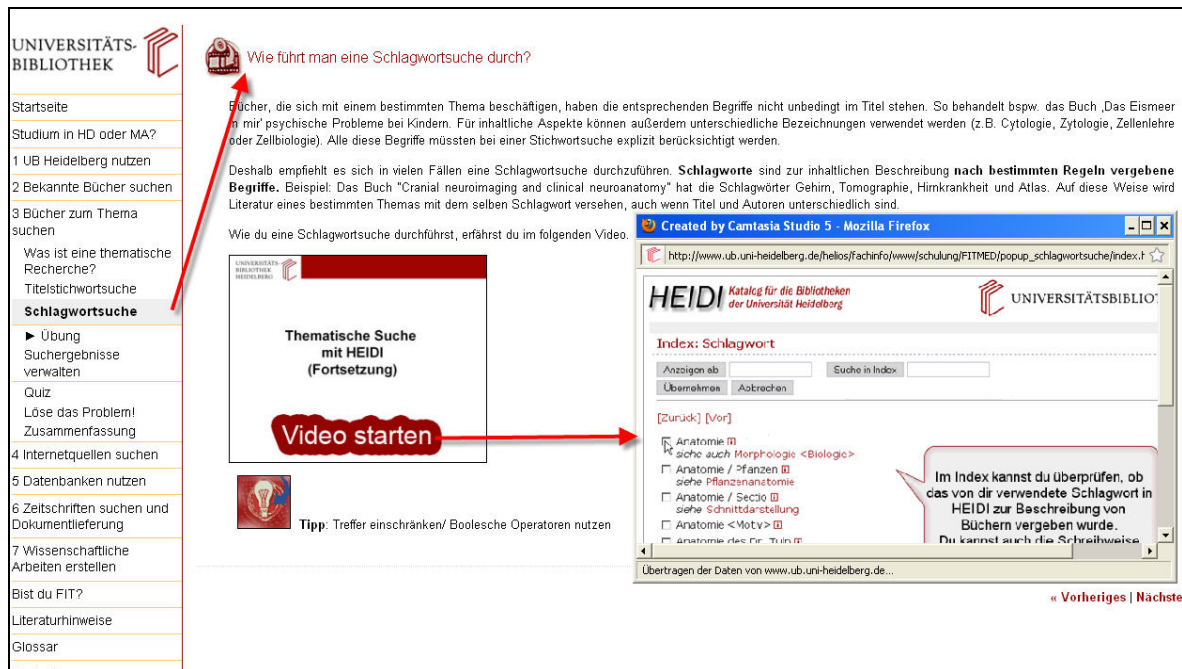 UNIVERSITÄTS-
BIBLIOTHEK
Startseite
Studium in HD oder MA?
1 UB Heidelberg nutzen
2 Bekannte Bücher suchen
3 Bücher zum Thema
suchen
Was ist eine thematische
Recherche?
Titelstichwortsuche
Schlagwortsuche
► Übung
Suchergebnisse
verwalten
Quiz
Löse das Problem!
Zusammenfassung
4 Internetquellen suchen
5 Datenbanken nutzen
6 Zeitschriften suchen und
Dokumentlieferung
7 Wissenschaftliche
Arbeiten erstellen
Bist du FIT?
Literaturhinweise
Glossar
Wie führt man eine Schlagwortsuche durch?
Bücher, die sich mit einem bestimmten Thema beschäftigen, haben die entsprechenden Begriffe nicht unbedingt im Titel stehen. So behandelt bspw. das Buch ‚Das Eismeer
in mir' psychische Probleme bei Kindern. Für inhaltliche Aspekte können außerdem unterschiedliche Bezeichnungen verwendet werden (z.B. Cytologie, Zytologie, Zellenlehre
oder Zellbiologie). Alle diese Begriffe müssten bei einer Stichwortsuche explizit berücksichtigt werden.
Deshalb empfiehlt es sich in vielen Fällen eine Schlagwortsuche durchzuführen. Schlagworte sind zur inhaltlichen Beschreibung nach bestimmten Regeln vergebene
Begriffe. Beispiel: Das Buch "Cranial neuroimaging and clinical neuroanatomy" hat die Schlagwörter Gehirn, Tomographie, Hirnkrankheit und Atlas. Auf diese Weise wird
Literatur eines bestimmten Themas mit dem selben Schlagwort versehen, auch wenn Titel und Autoren unterschiedlich sind.
Wie du eine Schlagwortsuche durchführst, erfährst du im folgenden Video.
UNIVERSITÄTS-
BIBLIOTHEK
HEIDELBERG
Thematische Suche
mit HEIDI
(Fortsetzung)
Video starten
Tipp: Treffer einschränken/ Boolesche Operatoren nutzen
Created by Camtasia Studio 5 - Mozilla Firefox
http://www.ub.uni-heidelberg.de/helios/fachinfo/www/schulung/FITMED/popup_schlagwortsuche/index.h
HEIDI Katalog für die Bibliotheken
der Universität Heidelberg
UNIVERSITÄTSBIBLIO
Index: Schlagwort
Anzeigen ab Suche in Index
Übernehmen Abbrechen
[Zurück] [Vor]
Anatomie
siehe auch Morphologie <Biologie>
Anatomie / Pflanzen
siehe Pflanzenanatomie
Anatomie / Sectio
siehe Schnittdarstellung
Anatomie <Motiv>
Anatomie des Dr. Tulp
Im Index kannst du überprüfen, ob
das von dir verwendete Schlagwort in
HEIDI zur Beschreibung von
Büchern vergeben wurde.
Du kannst auch die Schreibweise
Übertragen der Daten von www.ub.uni-heidelberg.de...
« Vorheriges | Nächste